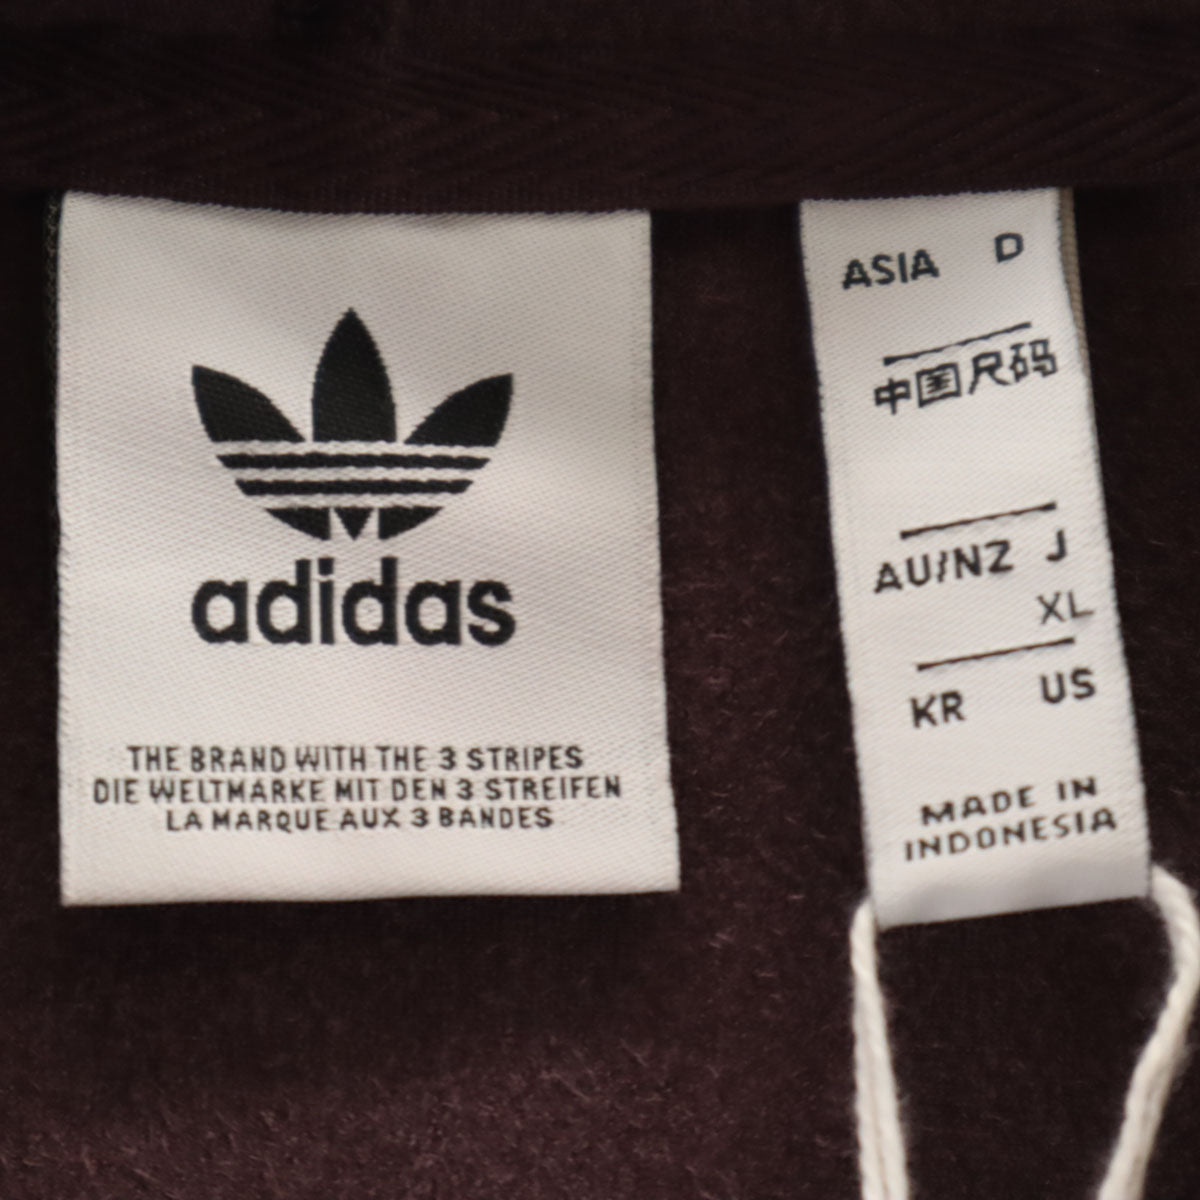 adidas
THE BRAND WITH THE 3 STRIPES
DIE WELTMARKE MIT DEN 3 STREIFEN
LA MARQUE AUX 3 BANDES
ASIA D
中国尺码
AU/NZ J
XL
KR US
MADE IN
INDONESIA